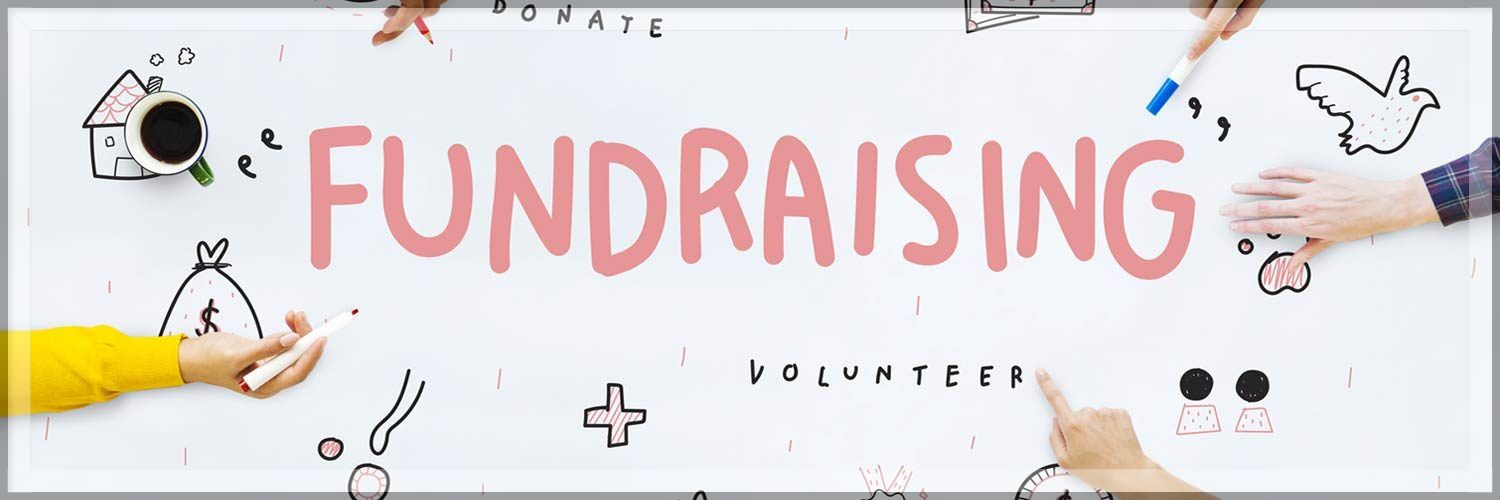 DONATE
FUNDRAISING
$
VOLUNTEER